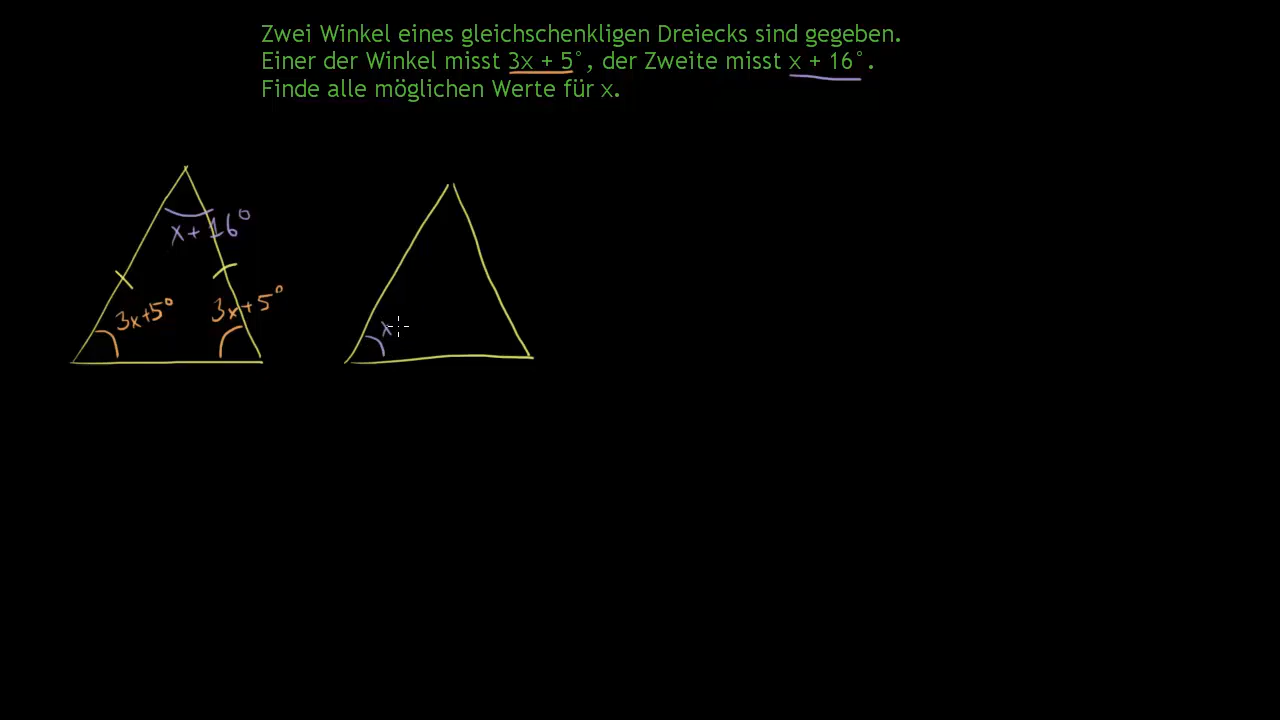 Zwei Winkel eines gleichschenkligen Dreiecks sind gegeben.
Einer der Winkel misst 3x + 5°, der Zweite misst x + 16°.
Finde alle möglichen Werte für x.
x + 16°
3x+5°
3x+5°
x